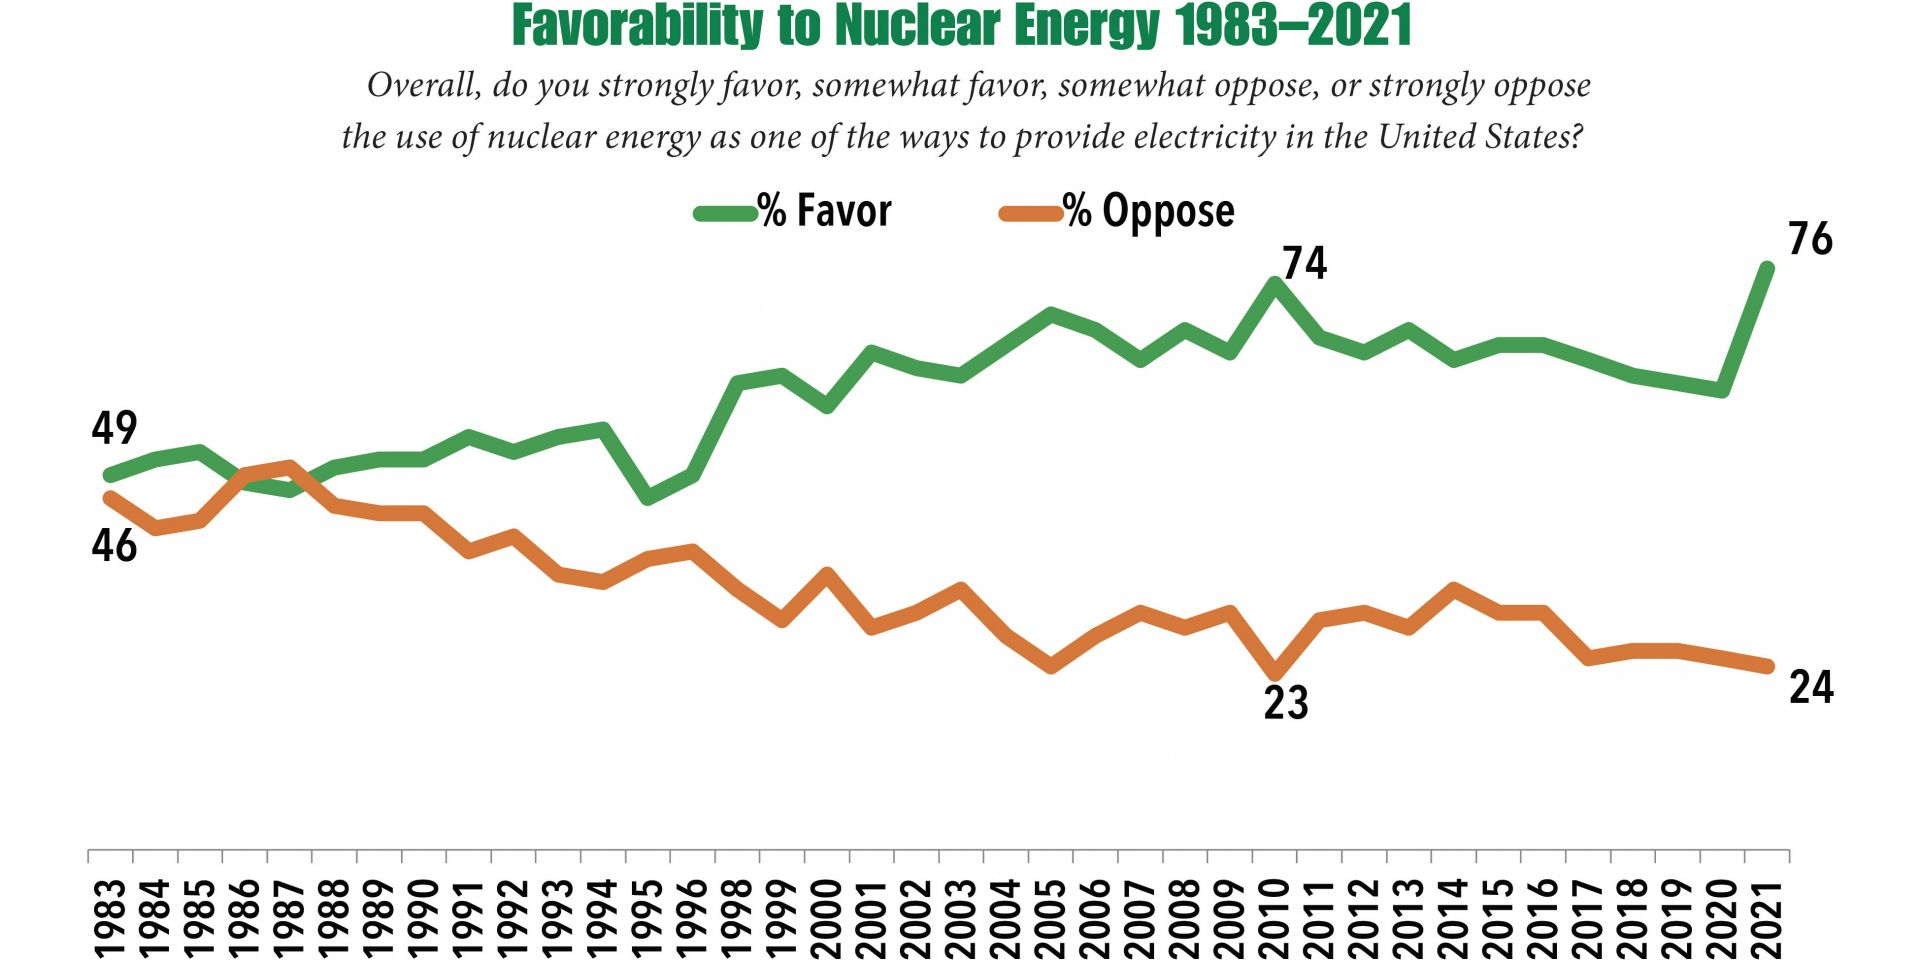 Favorability to Nuclear Energy 1983–2021
Overall, do you strongly favor, somewhat favor, somewhat oppose, or strongly oppose
the use of nuclear energy as one of the ways to provide electricity in the United States?
% Favor % Oppose
76
74
49
46
23
24
1983 1984 1985 1986 1987 1988 1989 1990 1991 1992 1993 1994 1995 1996 1998 1999 2000 2001 2002 2003 2004 2005 2006 2007 2008 2009 2010 2011 2012 2013 2014 2015 2016 2017 2018 2019 2020 2021